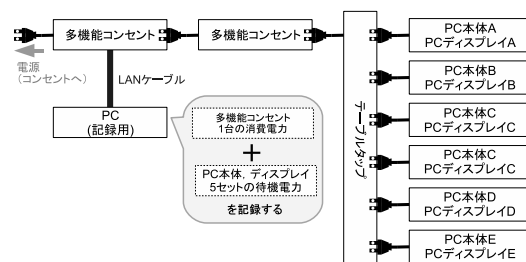 多機能コンセント
多機能コンセント
電源
(コンセントへ)
LANケーブル
PC
(記録用)
多機能コンセント
1台の消費電力
+
PC本体，ディスプレイ
5セットの待機電力
を記録する
テーブルタップ
PC本体A
PCディスプレイA
PC本体B
PCディスプレイB
PC本体C
PCディスプレイC
PC本体C
PCディスプレイC
PC本体D
PCディスプレイD
PC本体E
PCディスプレイE